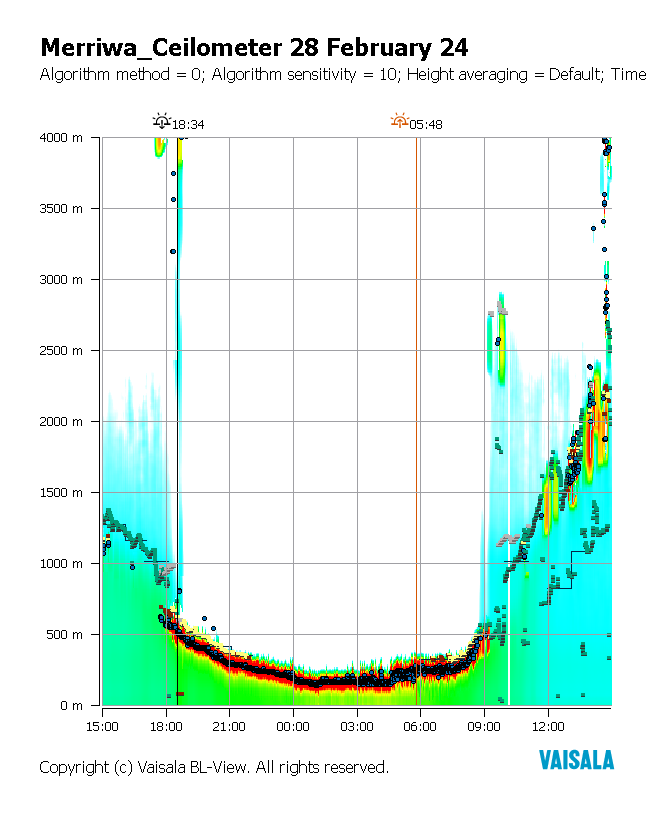 Merriwa_Ceilometer 28 February 24
Algorithm method = 0; Algorithm sensitivity = 10; Height averaging = Default; Time
18:34
05:48
4000 m
3500 m
3000 m
2500 m
2000 m
1500 m
1000 m
500 m
0 m
15:00
18:00
21:00
00:00
03:00
06:00
09:00
12:00
VAISALA
Copyright (c) Vaisala BL-View. All rights reserved.